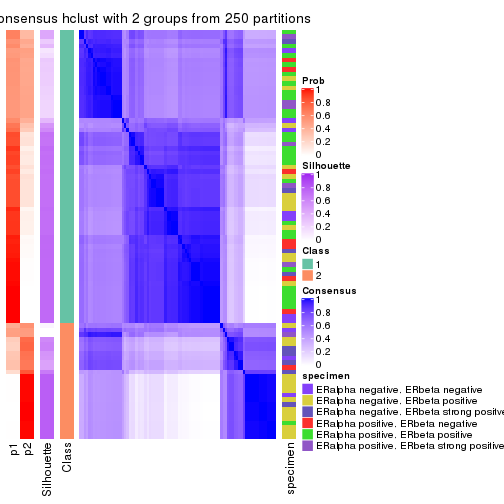 onsensus hclust with 2 groups from 250 partitions
Prob
1
0.8
0.6
0.4
0.2
0
Silhouette
1
0.8
0.6
0.4
0.2
0
Class
1
2
Consensus
1
0.8
0.6
0.4
0.2
0
specimen
ERalpha negative. ERbeta negative
ERalpha negative. ERbeta positive
ERalpha negative. ERbeta strong positive
ERalpha positive. ERbeta negative
ERalpha positive. ERbeta positive
ERalpha positive. ERbeta strong positive
p1
p2
Silhouette
Class
specimen